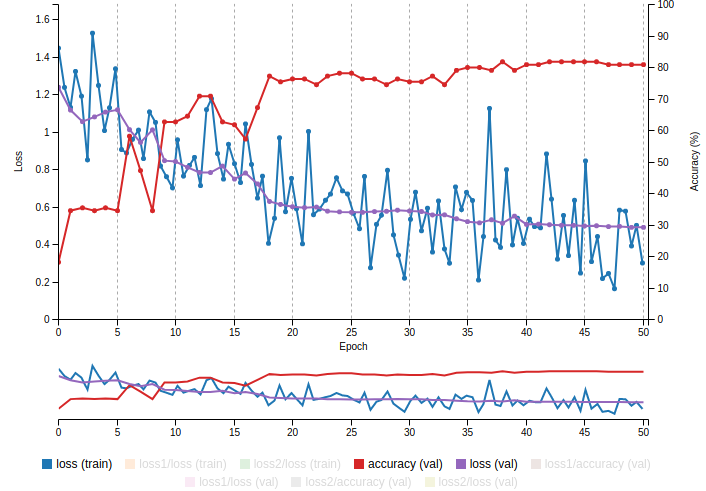 1.6
1.4
1.2
1
0.8
0.6
0.4
0.2
0
Loss
100
90
80
70
60
50
40
30
20
10
0
Accuracy (%)
0 5 10 15 20 25 30 35 40 45 50
Epoch
0 5 10 15 20 25 30 35 40 45 50
loss (train) loss1/loss (train) loss2/loss (train) accuracy (val) loss (val) loss1/accuracy (val)
loss1/loss (val) loss2/accuracy (val) loss2/loss (val)